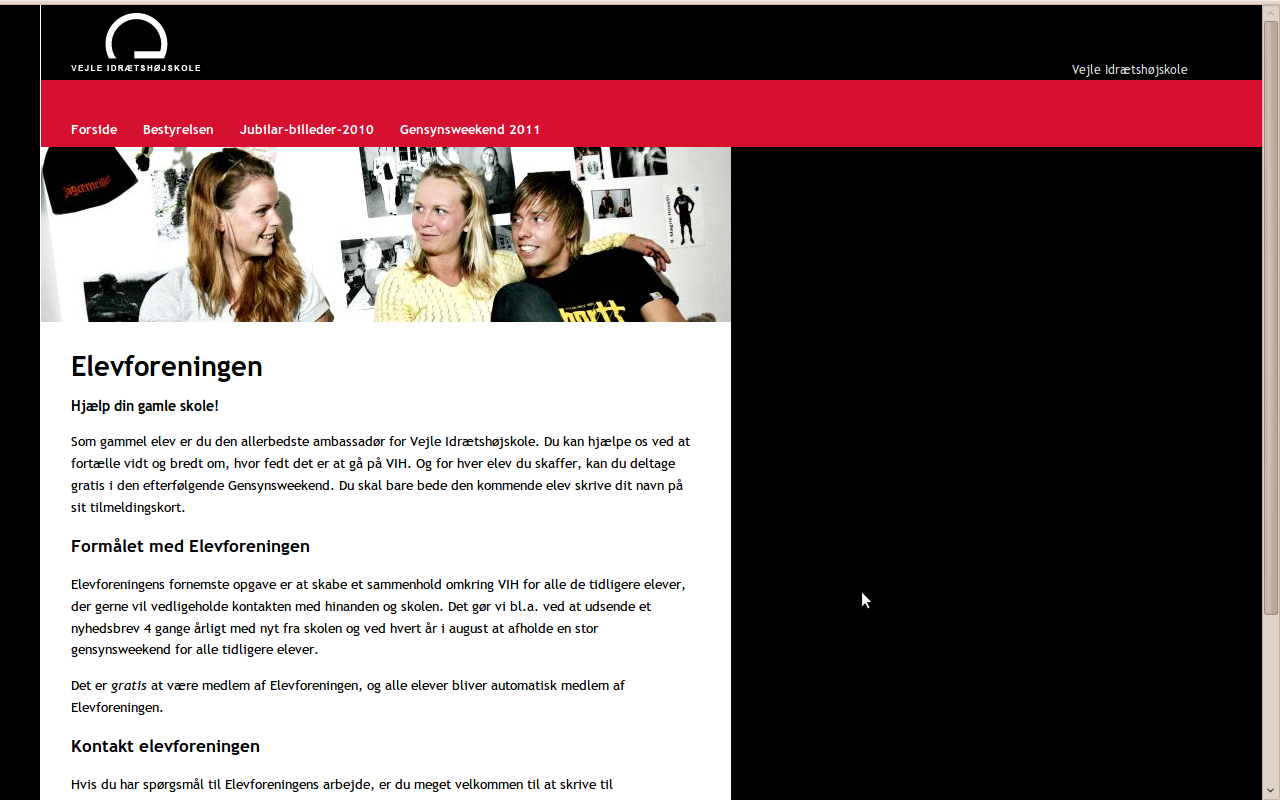 VEJLE IDRÆTSHØJSKOLE
Vejle Idrætshøjskole
Forside Bestyrelsen Jubilar-billeder-2010 Gensynsweekend 2011
Jägermeister
Elevforeningen
Hjælp din gamle skole!
Som gammel elev er du den allerbedste ambassadør for Vejle Idrætshøjskole. Du kan hjælpe os ved at
fortælle vidt og bredt om, hvor fedt det er at gå på VIH. Og for hver elev du skaffer, kan du deltage
gratis i den efterfølgende Gensynsweekend. Du skal bare bede den kommende elev skrive dit navn på
sit tilmeldingskort.
Formålet med Elevforeningen
Elevforeningens fornemste opgave er at skabe et sammenhold omkring VIH for alle de tidligere elever,
der gerne vil vedligeholde kontakten med hinanden og skolen. Det gør vi bl.a. ved at udsende et
nyhedsbrev 4 gange årligt med nyt fra skolen og ved hvert år i august at afholde en stor
gensynsweekend for alle tidligere elever.
Det er gratis at være medlem af Elevforeningen, og alle elever bliver automatisk medlem af
Elevforeningen.
Kontakt elevforeningen
Hvis du har spørgsmål til Elevforeningens arbejde, er du meget velkommen til at skrive til